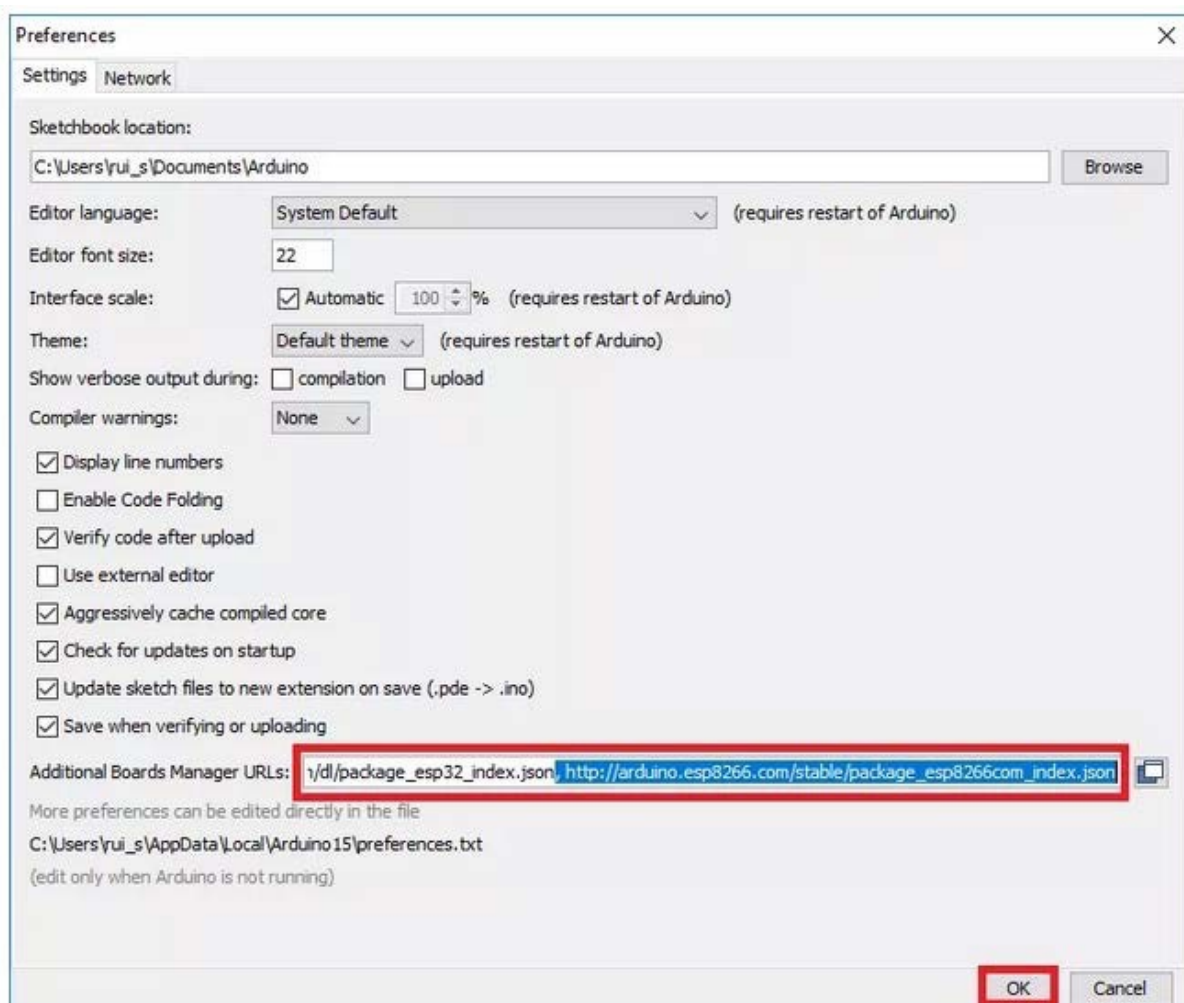 Preferences
Settings Network
Sketchbook location:
C:\Users\rui_s\Documents\Arduino Browse
Editor language: System Default (requires restart of Arduino)
Editor font size: 22
Interface scale: Automatic 100 % (requires restart of Arduino)
Theme: Default theme (requires restart of Arduino)
Show verbose output during: compilation upload
Compiler warnings: None
Display line numbers
Enable Code Folding
Verify code after upload
Use external editor
Aggressively cache compiled core
Check for updates on startup
Update sketch files to new extension on save (.pde -> .ino)
Save when verifying or uploading
Additional Boards Manager URLs: /dl/package_esp32_index.json, http://arduino.esp8266.com/stable/package_esp8266com_index.json
More preferences can be edited directly in the file
C:\Users\rui_s\AppData\Local\Arduino15\preferences.txt
(edit only when Arduino is not running)
OK Cancel